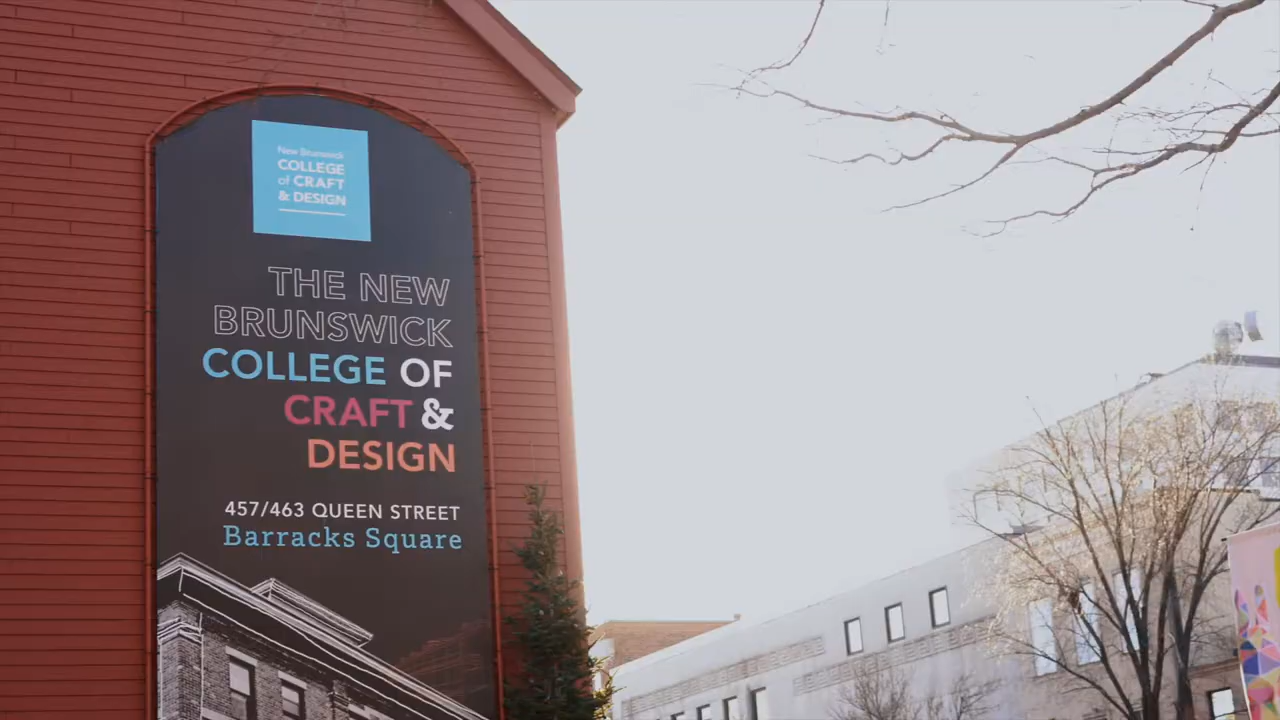 New Brunswick
COLLEGE
of CRAFT
& DESIGN
THE NEW
BRUNSWICK
COLLEGE OF
CRAFT &
DESIGN
457/463 QUEEN STREET
Barracks Square